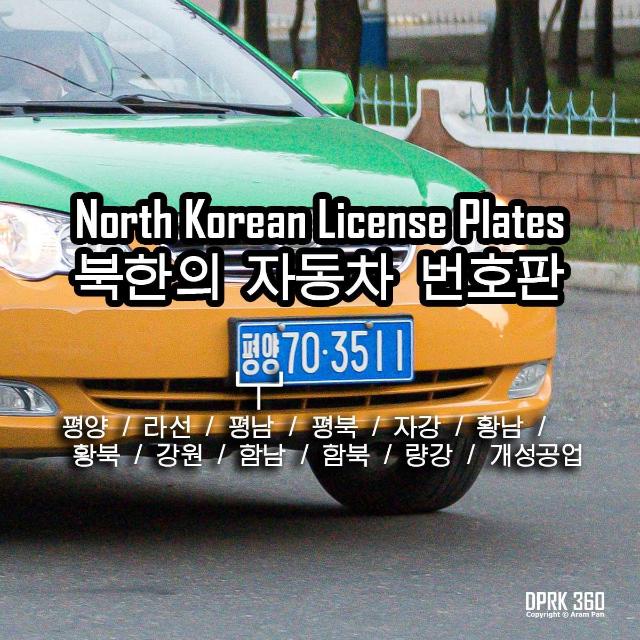 North Korean License Plates
북한의 자동차 번호판
평양 70·3511
평양 / 라선 / 평남 / 평북 / 자강 / 황남 /
황북 / 강원 / 함남 / 함북 / 량강 / 개성공업
DPRK 360
Copyright © Aram Pan